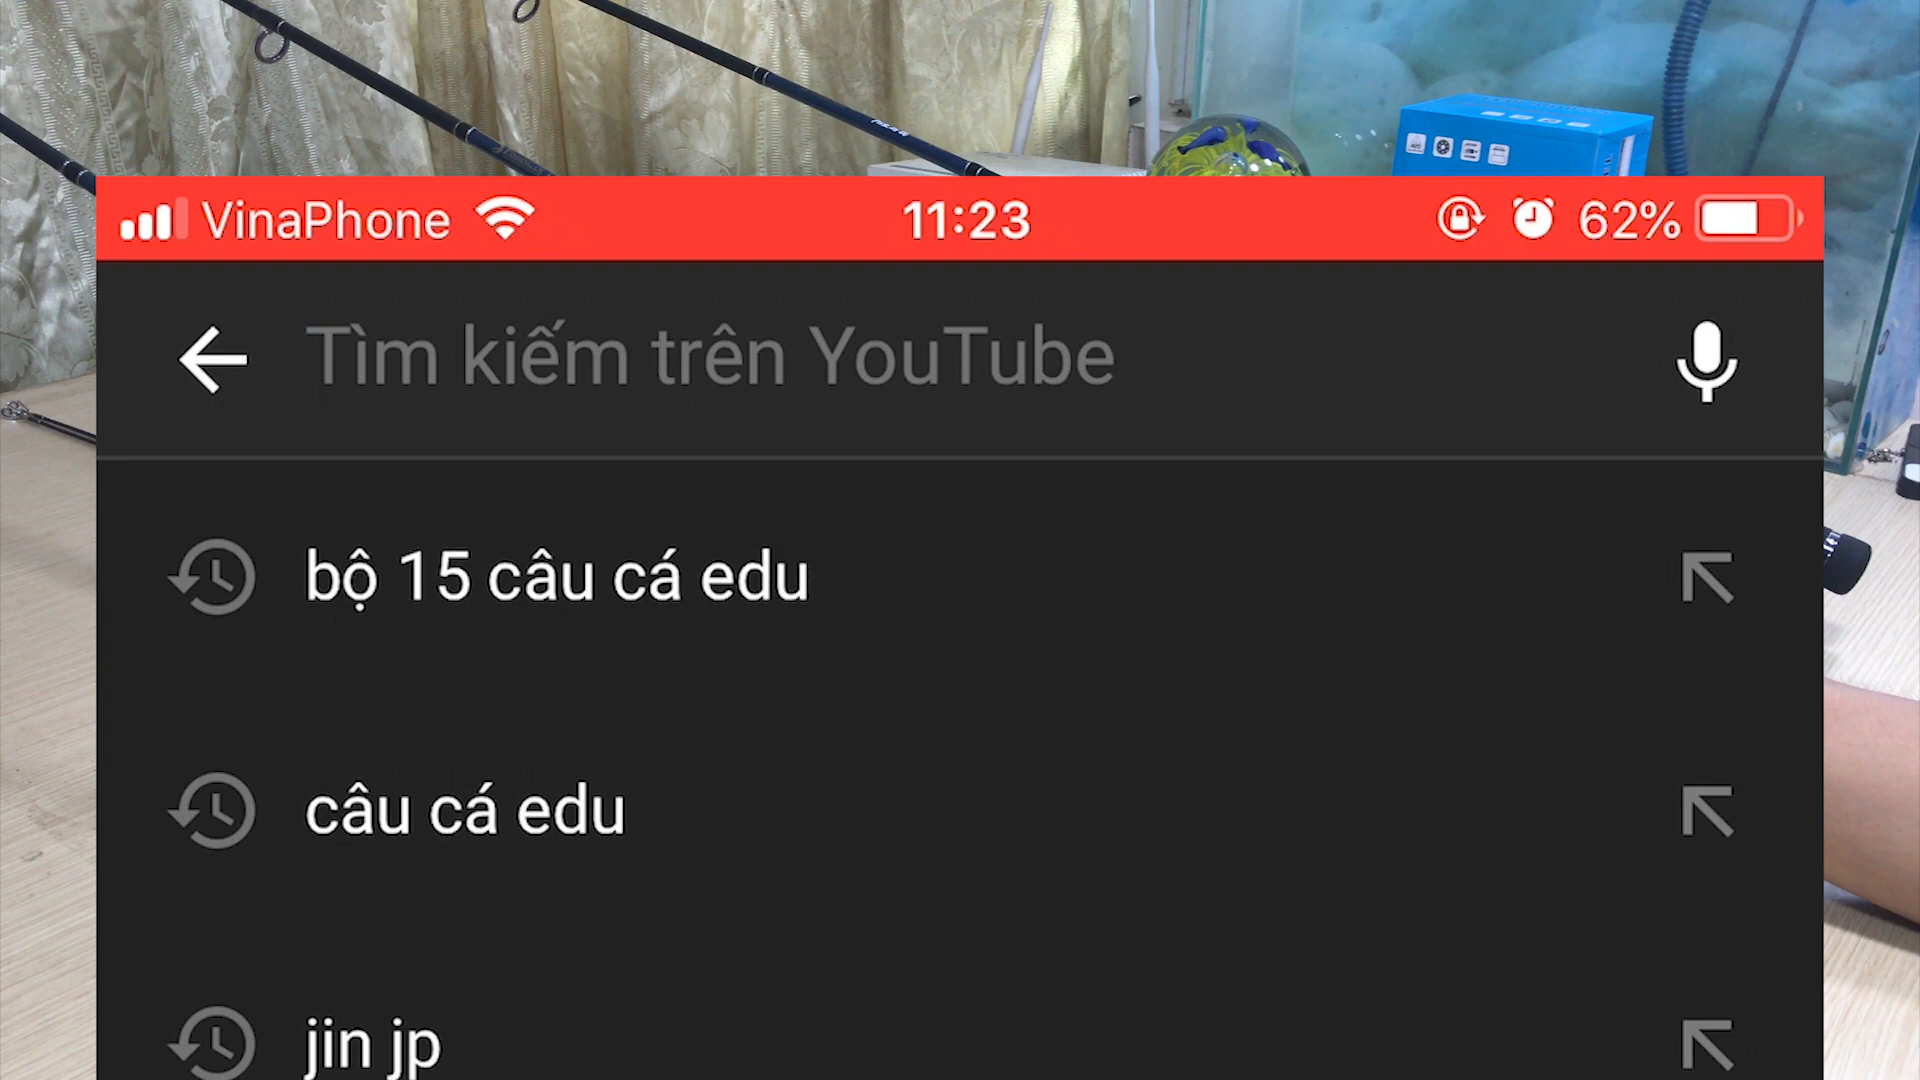 VinaPhone 11:23 62%
Tìm kiếm trên YouTube
bộ 15 câu cá edu
câu cá edu
jin jp